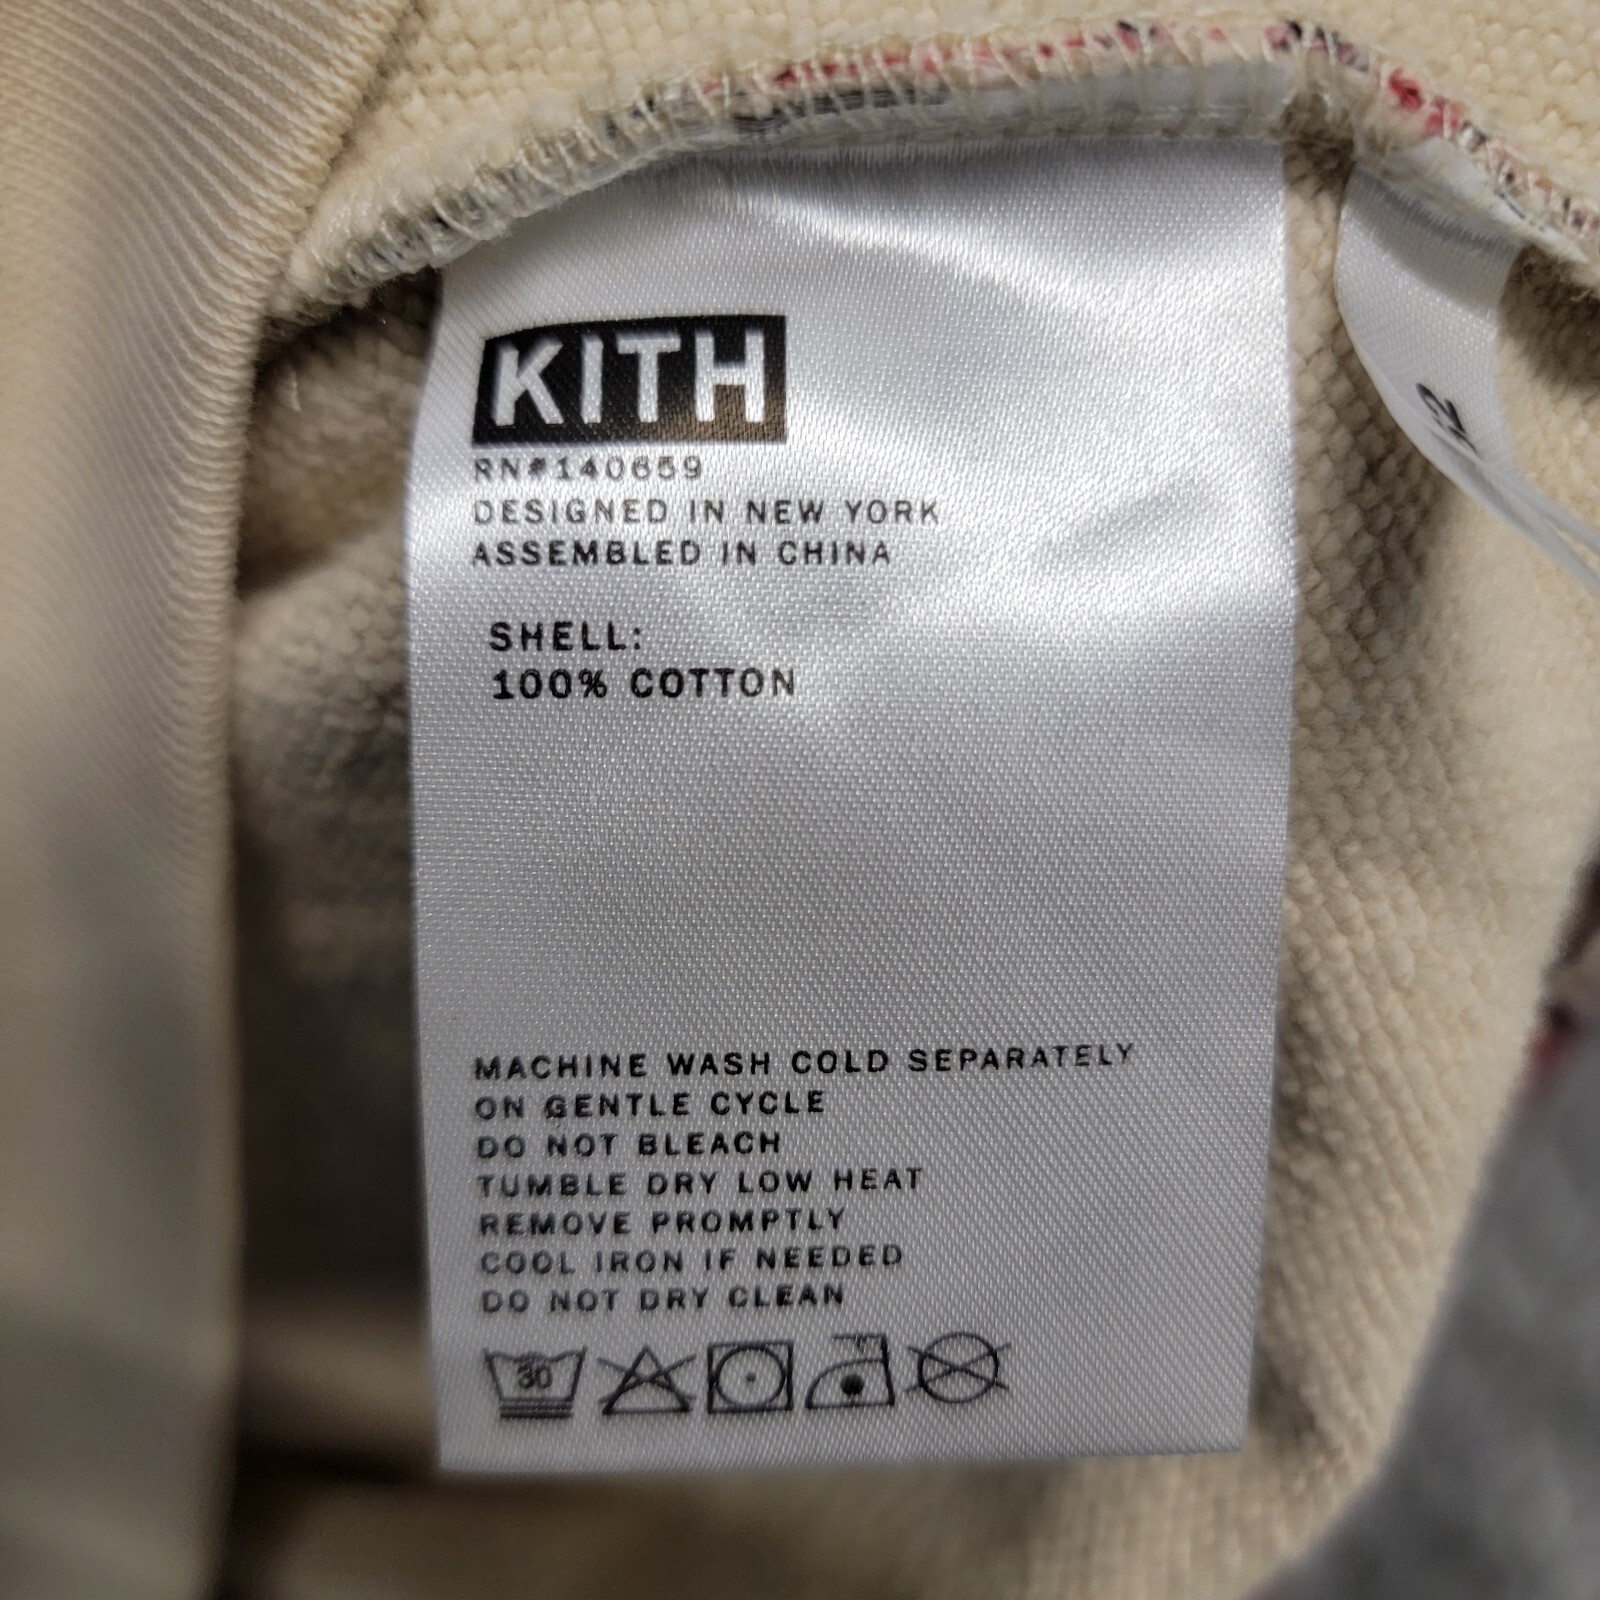 KITH
RN#140659
DESIGNED IN NEW YORK
ASSEMBLED IN CHINA
SHELL:
100% COTTON
MACHINE WASH COLD SEPARATELY
ON GENTLE CYCLE
DO NOT BLEACH
TUMBLE DRY LOW HEAT
REMOVE PROMPTLY
COOL IRON IF NEEDED
DO NOT DRY CLEAN
30